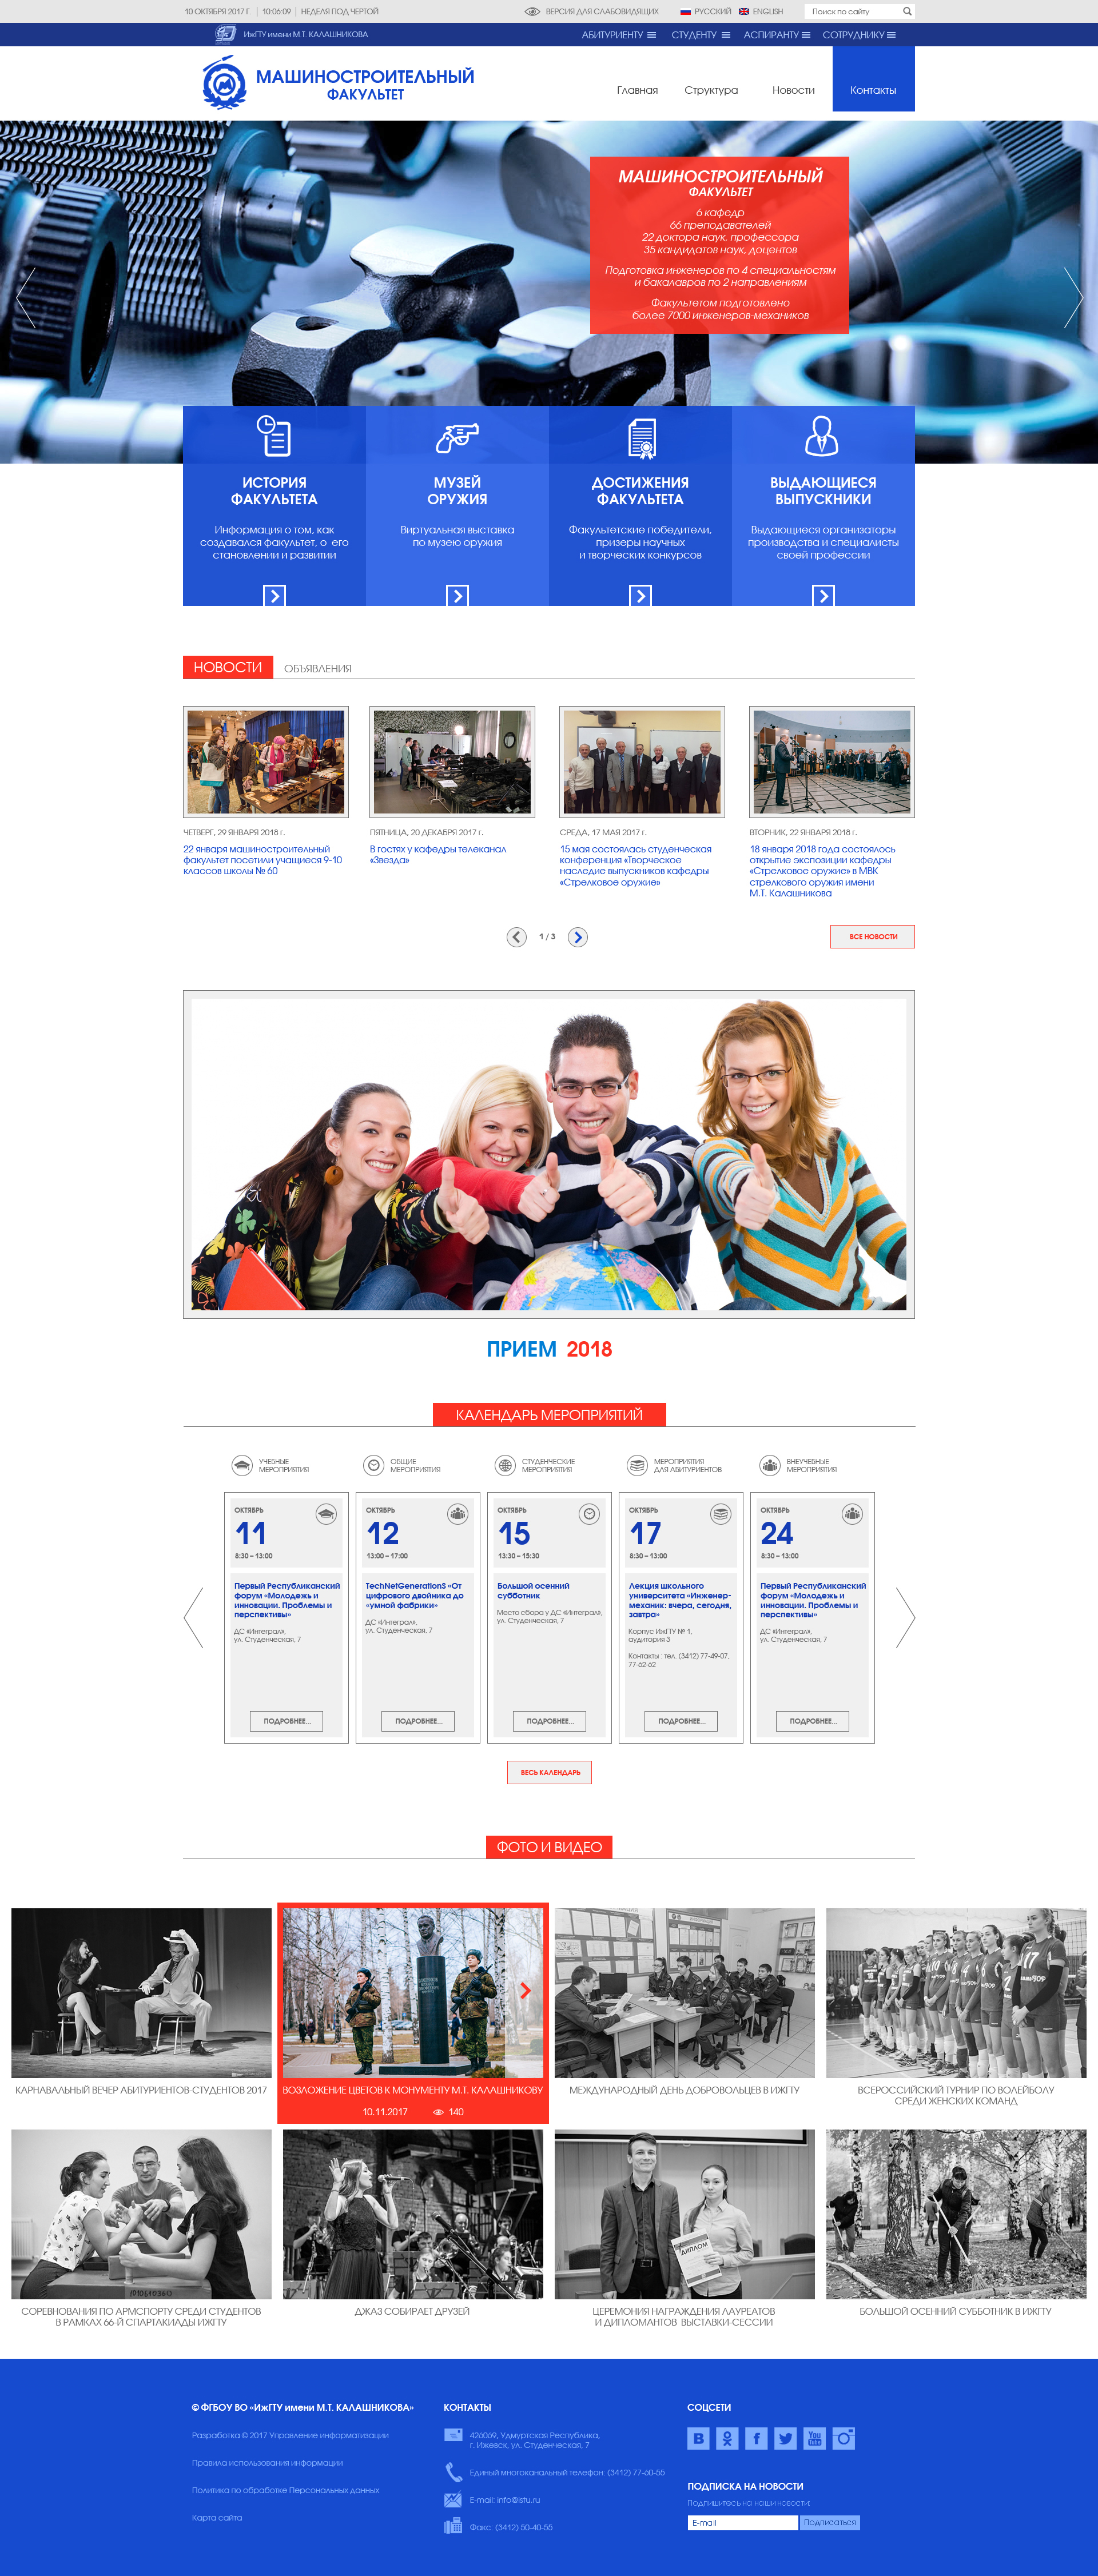 10 ОКТЯБРЯ 2017 Г. | 10:06:09 | НЕДЕЛЯ ПОД ЧЕРТОЙ
ВЕРСИЯ ДЛЯ СЛАБОВИДЯЩИХ
РУССКИЙ
ENGLISH
Поиск по сайту
ИжГТУ имени М.Т. КАЛАШНИКОВА
АБИТУРИЕНТУ
СТУДЕНТУ
АСПИРАНТУ
СОТРУДНИКУ
МАШИНОСТРОИТЕЛЬНЫЙ
ФАКУЛЬТЕТ
Главная
Структура
Новости
Контакты
МАШИНОСТРОИТЕЛЬНЫЙ
ФАКУЛЬТЕТ
6 кафедр
66 преподавателей
22 доктора наук, профессора
35 кандидатов наук, доцентов
Подготовка инженеров по 4 специальностям
и бакалавров по 2 направлениям
Факультетом подготовлено
более 7000 инженеров-механиков
ИСТОРИЯ
ФАКУЛЬТЕТА
Информация о том, как
создавался факультет, о его
становлении и развитии
МУЗЕЙ
ОРУЖИЯ
Виртуальная выставка
по музею оружия
ДОСТИЖЕНИЯ
ФАКУЛЬТЕТА
Факультетские победители,
призеры научных
и творческих конкурсов
ВЫДАЮЩИЕСЯ
ВЫПУСКНИКИ
Выдающиеся организаторы
производства и специалисты
своей профессии
НОВОСТИ
ОБЪЯВЛЕНИЯ
ЧЕТВЕРГ, 29 ЯНВАРЯ 2018 г.
22 января машиностроительный
факультет посетили учащиеся 9-10
классов школы № 60
ПЯТНИЦА, 20 ДЕКАБРЯ 2017 г.
В гостях у кафедры телеканал
«Звезда»
СРЕДА, 17 МАЯ 2017 г.
15 мая состоялась студенческая
конференция «Творческое
наследие выпускников кафедры
«Стрелковое оружие»
ВТОРНИК, 22 ЯНВАРЯ 2018 г.
18 января 2018 года состоялось
открытие экспозиции кафедры
«Стрелковое оружие» в МВК
стрелкового оружия имени
М.Т. Калашникова
1 / 3
ВСЕ НОВОСТИ
ПРИЕМ 2018
КАЛЕНДАРЬ МЕРОПРИЯТИЙ
УЧЕБНЫЕ
МЕРОПРИЯТИЯ
ОБЩИЕ
МЕРОПРИЯТИЯ
СТУДЕНЧЕСКИЕ
МЕРОПРИЯТИЯ
МЕРОПРИЯТИЯ
ДЛЯ АБИТУРИЕНТОВ
ВНЕУЧЕБНЫЕ
МЕРОПРИЯТИЯ
ОКТЯБРЬ
11
8:30 – 13:00
Первый Республиканский
форум «Молодежь и
инновации. Проблемы и
перспективы»
ДС «Интеграл»,
ул. Студенческая, 7
ПОДРОБНЕЕ...
ОКТЯБРЬ
12
13:00 – 17:00
TechNetGenerationS «От
цифрового двойника до
«умной фабрики»
ДС «Интеграл»,
ул. Студенческая, 7
ПОДРОБНЕЕ...
ОКТЯБРЬ
15
13:30 – 15:30
Большой осенний
субботник
Место сбора у ДС «Интеграл»,
ул. Студенческая, 7
ПОДРОБНЕЕ...
ОКТЯБРЬ
17
8:30 – 13:00
Лекция школьного
университета «Инженер-
механик: вчера, сегодня,
завтра»
Корпус ИжГТУ № 1,
аудитория 3
Контакты : тел. (3412) 77-49-07,
77-62-62
ПОДРОБНЕЕ...
ОКТЯБРЬ
24
8:30 – 13:00
Первый Республиканский
форум «Молодежь и
инновации. Проблемы и
перспективы»
ДС «Интеграл»,
ул. Студенческая, 7
ПОДРОБНЕЕ...
ВЕСЬ КАЛЕНДАРЬ
ФОТО И ВИДЕО
КАРНАВАЛЬНЫЙ ВЕЧЕР АБИТУРИЕНТОВ-СТУДЕНТОВ 2017
ВОЗЛОЖЕНИЕ ЦВЕТОВ К МОНУМЕНТУ М.Т. КАЛАШНИКОВУ
10.11.2017
140
МЕЖДУНАРОДНЫЙ ДЕНЬ ДОБРОВОЛЬЦЕВ В ИЖГТУ
17
ВСЕРОССИЙСКИЙ ТУРНИР ПО ВОЛЕЙБОЛУ
СРЕДИ ЖЕНСКИХ КОМАНД
СОРЕВНОВАНИЯ ПО АРМСПОРТУ СРЕДИ СТУДЕНТОВ
В РАМКАХ 66-Й СПАРТАКИАДЫ ИЖГТУ
ДЖАЗ СОБИРАЕТ ДРУЗЕЙ
ДИПЛОМ
ЦЕРЕМОНИЯ НАГРАЖДЕНИЯ ЛАУРЕАТОВ
И ДИПЛОМАНТОВ ВЫСТАВКИ-СЕССИИ
БОЛЬШОЙ ОСЕННИЙ СУББОТНИК В ИЖГТУ
© ФГБОУ ВО «ИжГТУ имени М.Т. КАЛАШНИКОВА»
Разработка © 2017 Управление информатизации
Правила использования информации
Политика по обработке Персональных данных
Карта сайта
КОНТАКТЫ
426069, Удмуртская Республика,
г. Ижевск, ул. Студенческая, 7
Единый многоканальный телефон: (3412) 77-60-55
E-mail: info@istu.ru
Факс: (3412) 50-40-55
СОЦСЕТИ
You Tube
ПОДПИСКА НА НОВОСТИ
Подпишитесь на наши новости
E-mail
Подписаться